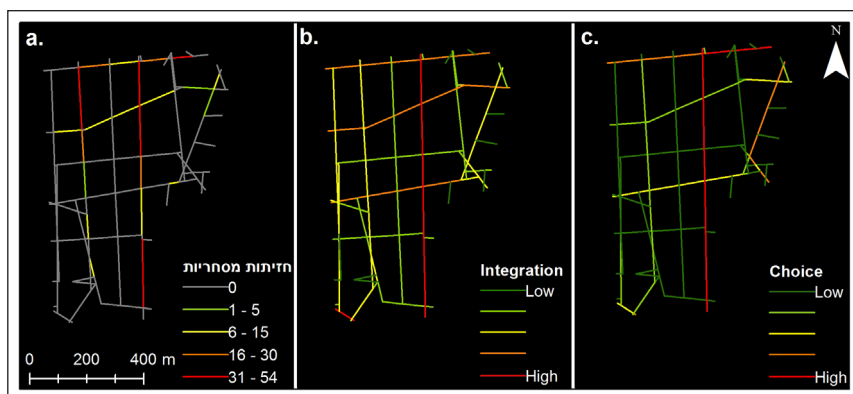 a.
חזיתות מסחריות
0
1 - 5
6 - 15
16 - 30
31 - 54
0 200 400 m
b.
Integration
Low
High
c.
N
Choice
Low
High